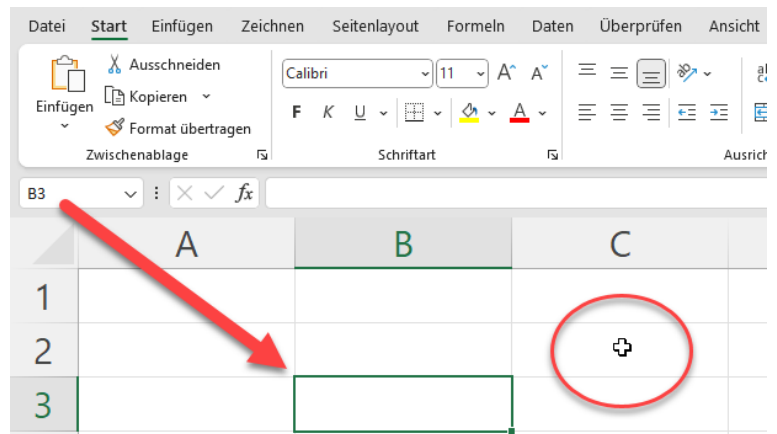 Datei Start Einfügen Zeichnen Seitenlayout Formeln Daten Überprüfen Ansicht
Ausschneiden
Kopieren
Format übertragen
Einfügen
Calibri 11 A A
F K U A
Zwischenablage Schriftart Ausrich
B3 fx
A B C
1
2
3